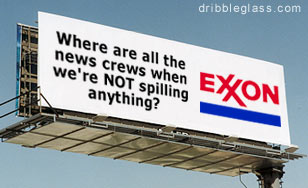 dribbleglass.com
Where are all the
news crews when
we're NOT spilling
anything?
EXXON